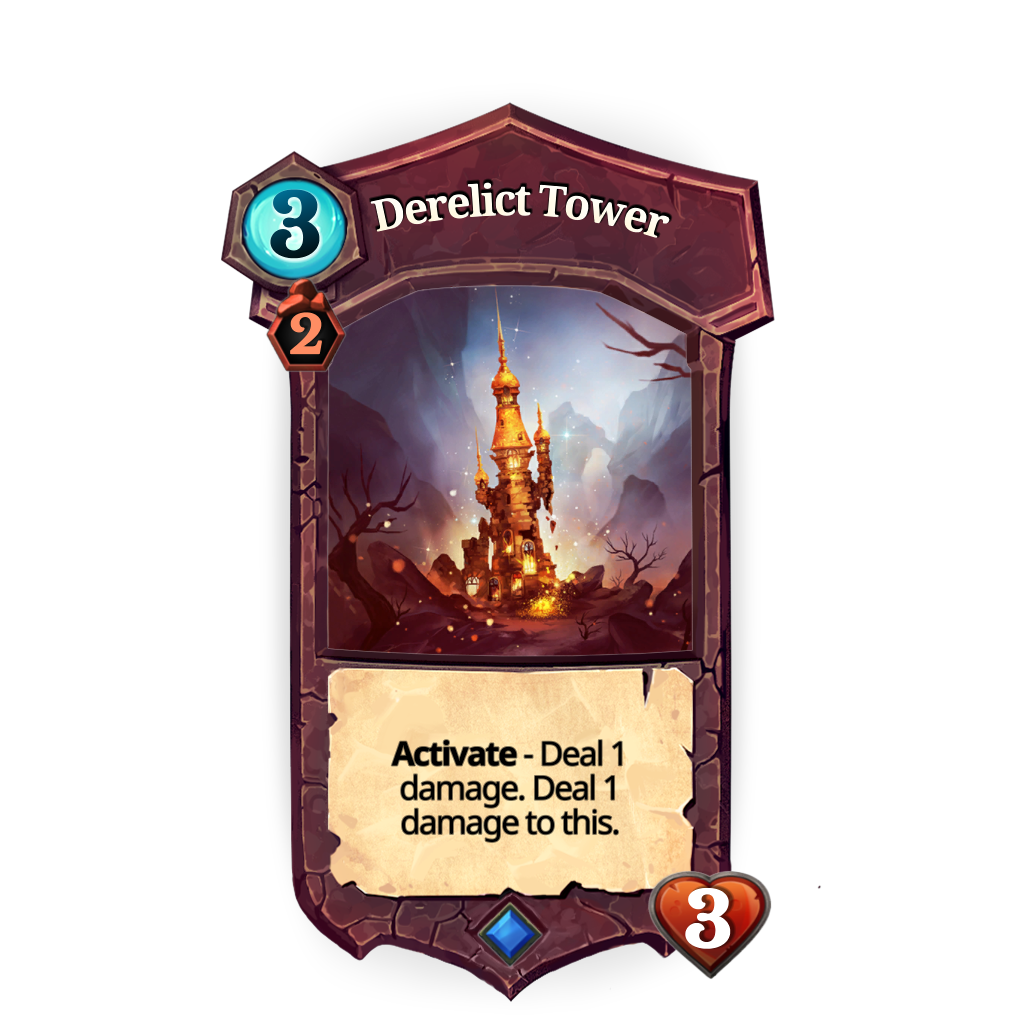 3
Derelict Tower
2
Activate - Deal 1
damage. Deal 1
damage to this.
3